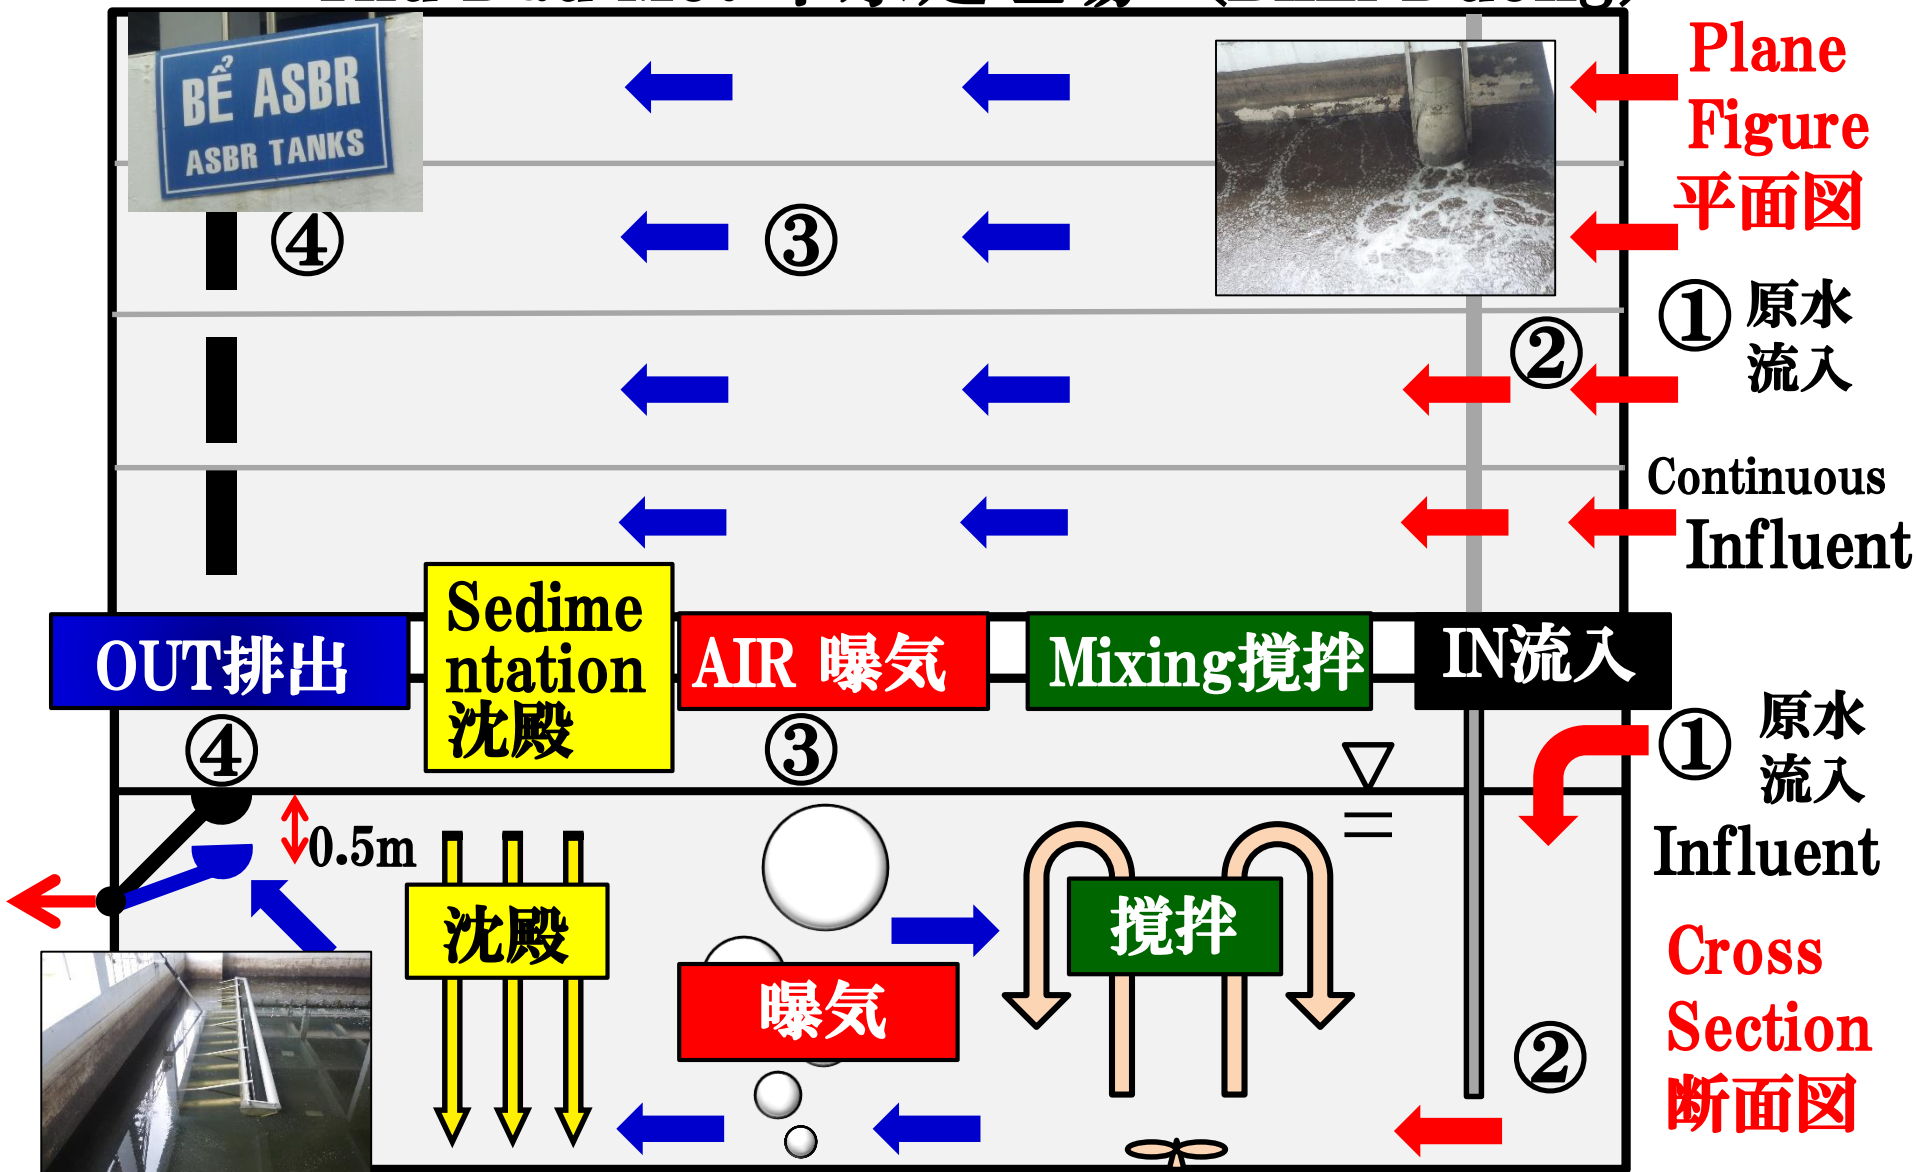 BỂ ASBR
ASBR TANKS
Plane
Figure
平面図
④
③
②
① 原水
流入
Continuous
Influent
OUT排出
Sedime
ntation
沈殿
AIR 曝気
Mixing攪拌
IN流入
④
③
① 原水
流入
Influent
0.5m
沈殿
曝気
攪拌
②
Cross
Section
断面図